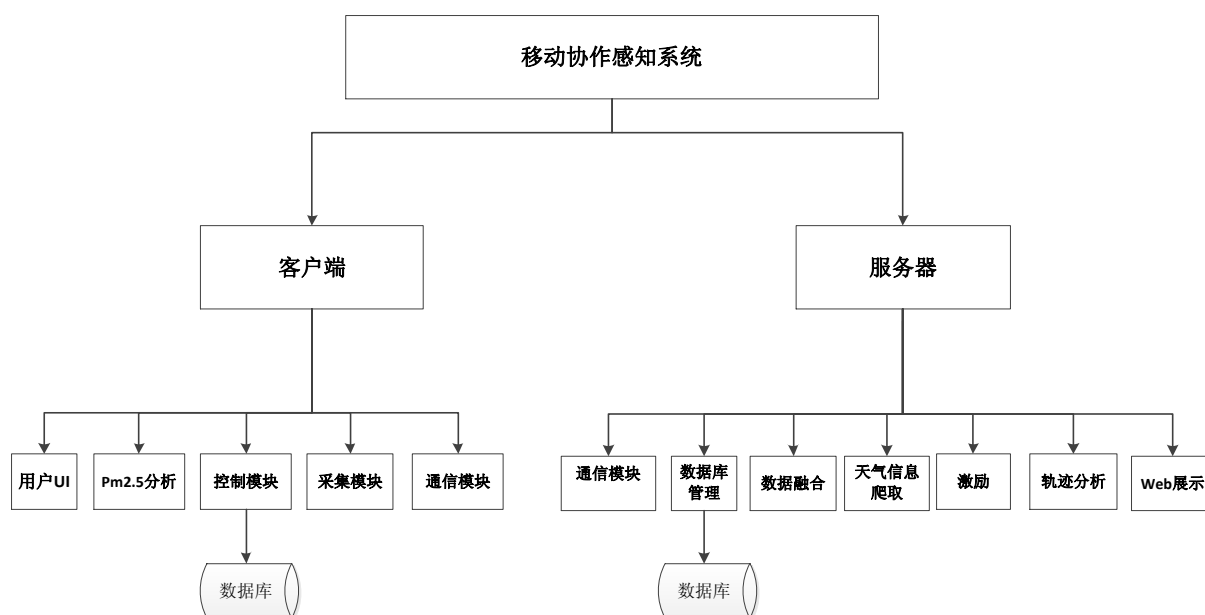 移动协作感知系统
客户端
服务器
用户UI
Pm2.5分析
控制模块
采集模块
通信模块
通信模块
数据库
管理
数据融合
天气信息
爬取
激励
轨迹分析
Web展示
数据库
数据库